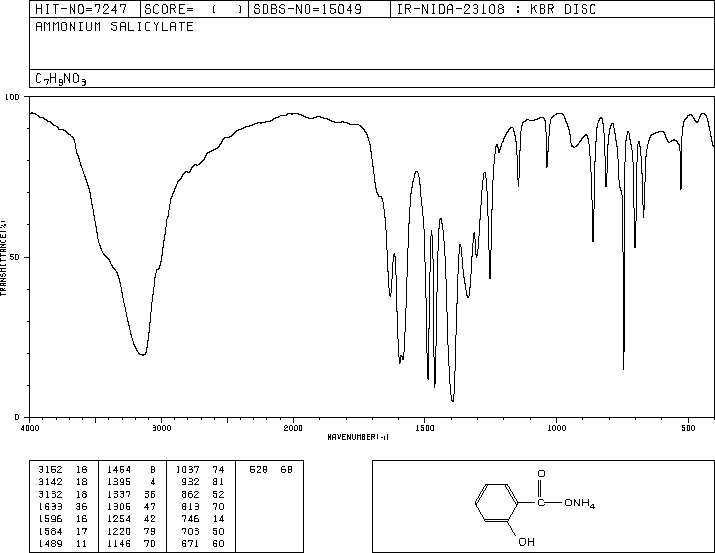 HIT-NO=7247 SCORE= ( ) SDBS-NO=15049 IR-NIDA-23108 : KBR DISC
AMMONIUM SALICYLATE
C7H9NO3
100
50
0
TRANSMITTANCE(%)
4000 3000 2000 1500 1000 500
WAVENUMBER(-1)
3162 18 1464 8 1037 74 628 68
3142 18 1395 4 932 81
3132 18 1337 36 862 52
1633 36 1306 47 813 70
1596 16 1254 42 746 14
1584 17 1220 79 703 50
1489 11 1146 70 671 60
O
C ONH4
OH